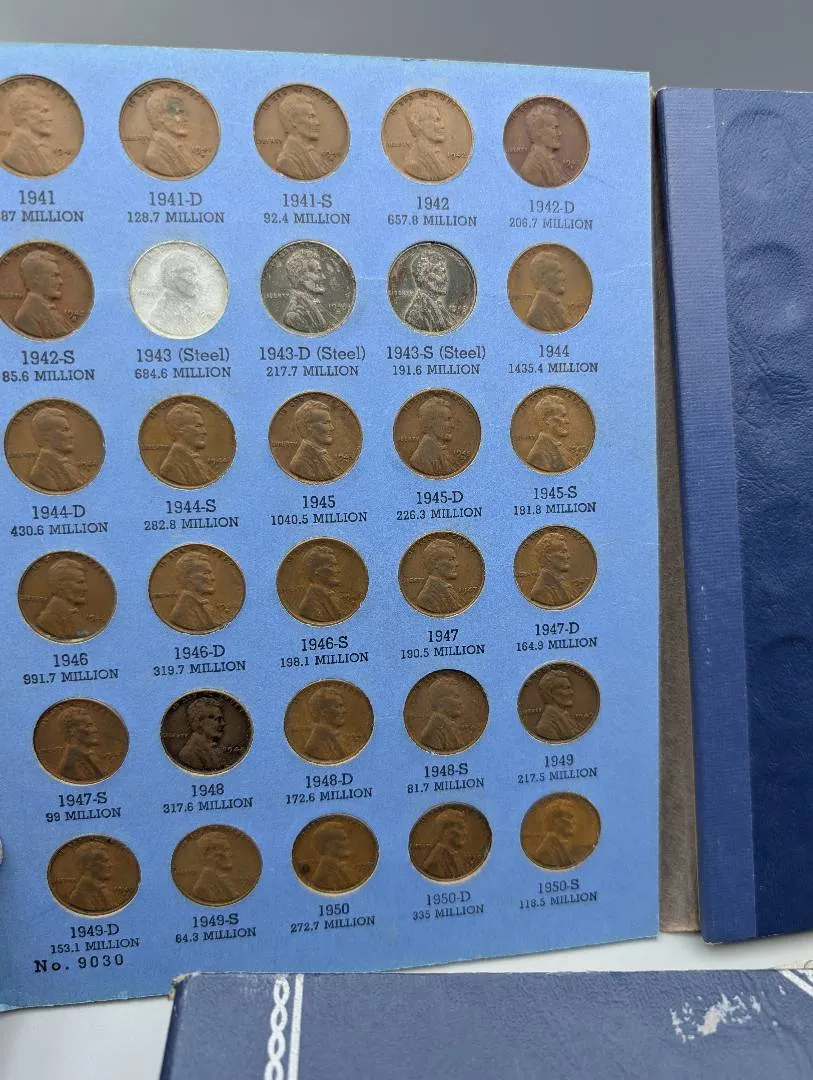 1941 1941-D 1941-S 1942 1942-D
87 MILLION 128.7 MILLION 92.4 MILLION 657.8 MILLION 206.7 MILLION
1942-S 1943 (Steel) 1943-D (Steel) 1943-S (Steel) 1944
85.6 MILLION 684.6 MILLION 217.7 MILLION 191.6 MILLION 1435.4 MILLION
1944-D 1944-S 1945 1945-D 1945-S
430.6 MILLION 282.8 MILLION 1040.5 MILLION 226.3 MILLION 181.8 MILLION
1946 1946-D 1946-S 1947 1947-D
991.7 MILLION 319.7 MILLION 198.1 MILLION 190.5 MILLION 164.9 MILLION
1947-S 1948 1948-D 1948-S 1949
99 MILLION 317.6 MILLION 172.6 MILLION 81.7 MILLION 217.5 MILLION
1949-D 1949-S 1950 1950-D 1950-S
153.1 MILLION 64.3 MILLION 272.7 MILLION 335 MILLION 118.5 MILLION
No. 9030